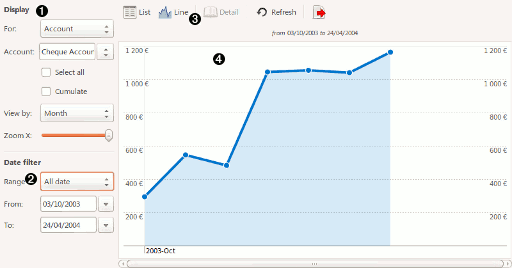 Display 1
For: Account
Account: Cheque Accoun
Select all
Cumulate
View by: Month
Zoom X:
Date filter
Range 2 All date
From: 03/10/2003
To: 24/04/2004
List Line 3 Detail Refresh
from 03/10/2003 to 24/04/2004
4
1 200 € 1 200 €
1 000 € 1 000 €
800 € 800 €
600 € 600 €
400 € 400 €
200 € 200 €
2003-Oct